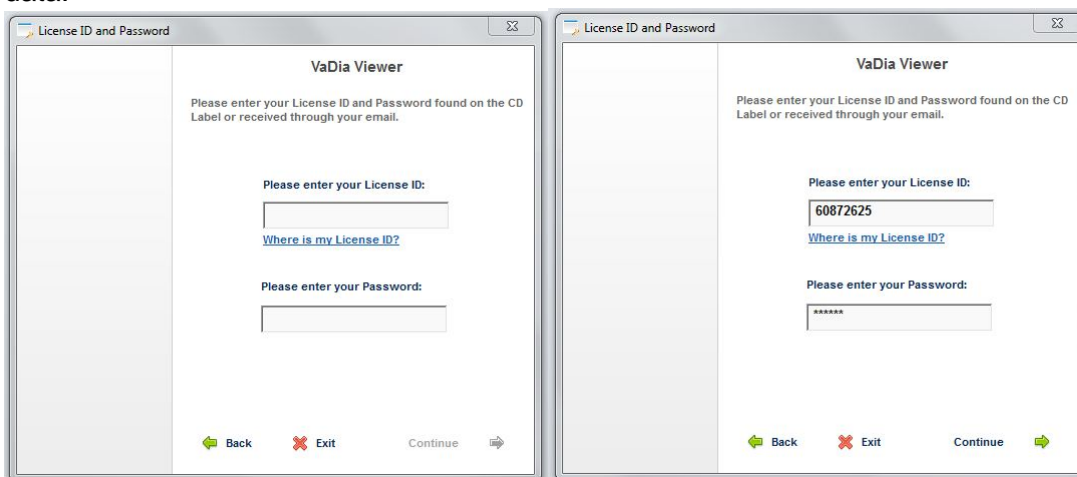 License ID and Password
VaDia Viewer
Please enter your License ID and Password found on the CD
Label or received through your email.
Please enter your License ID:
Where is my License ID?
Please enter your Password:
Back Exit Continue
License ID and Password
VaDia Viewer
Please enter your License ID and Password found on the CD
Label or received through your email.
Please enter your License ID:
60872625
Where is my License ID?
Please enter your Password:
******
Back Exit Continue